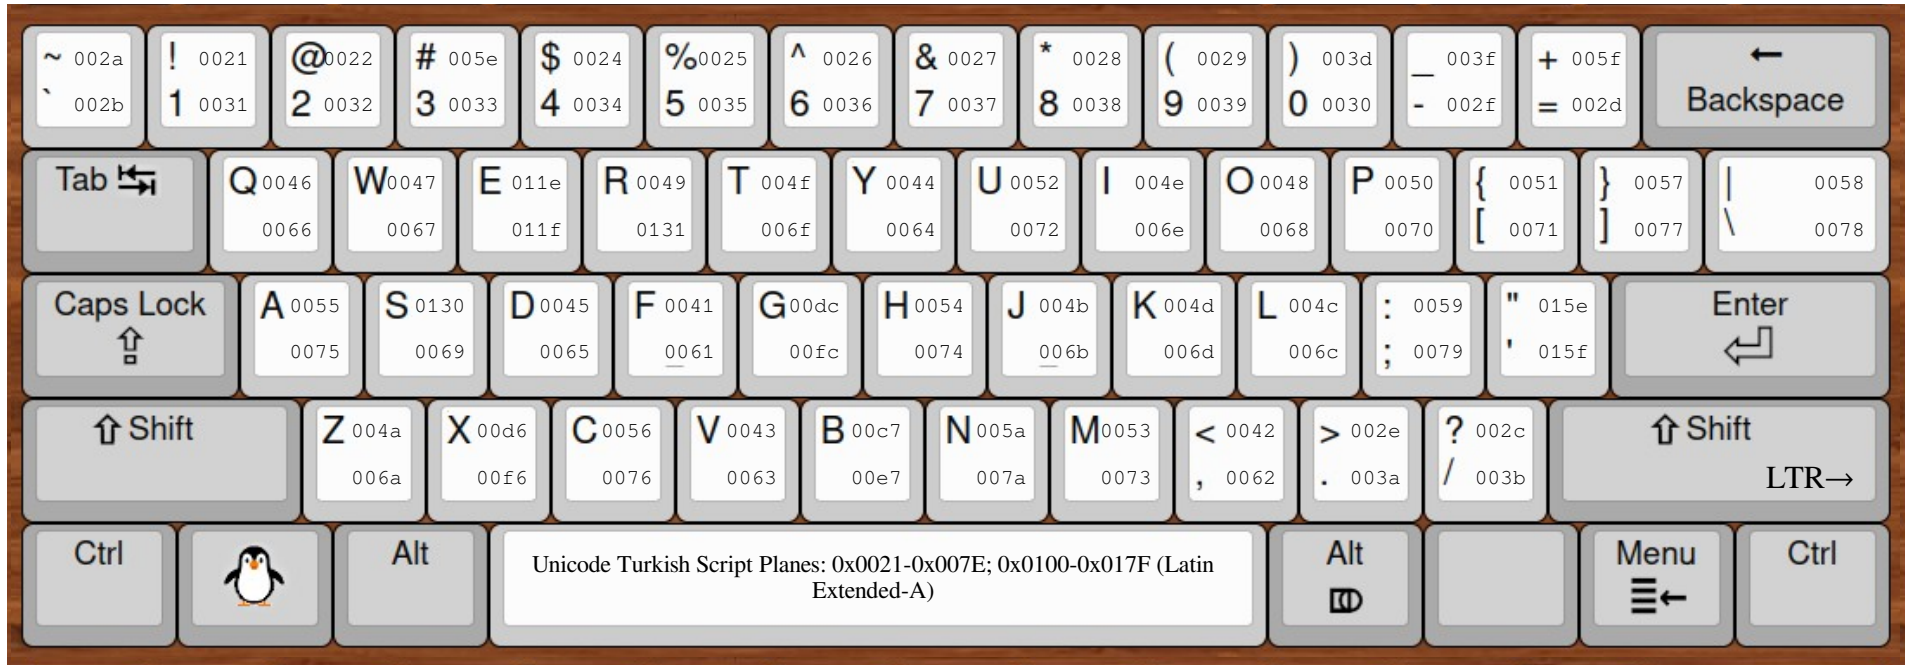 ~ 002a ! 0021 @ 0022 # 005e $ 0024 % 0025 ^ 0026 & 0027 * 0028 ( 0029 ) 003d _ 003f + 005f ←
` 002b 1 0031 2 0032 3 0033 4 0034 5 0035 6 0036 7 0037 8 0038 9 0039 0 0030 - 002f = 002d Backspace
Tab Q 0046 W 0047 E 011e R 0049 T 004f Y 0044 U 0052 I 004e O 0048 P 0050 { 0051 } 0057 | 0058
0066 0067 011f 0131 006f 0064 0072 006e 0068 0070 [ 0071 ] 0077 \ 0078
Caps Lock A 0055 S 0130 D 0045 F 0041 G 00dc H 0054 J 004b K 004d L 004c : 0059 " 015e Enter
0075 0069 0065 0061 00fc 0074 006b 006d 006c ; 0079 ' 015f
Shift Z 004a X 00d6 C 0056 V 0043 B 00c7 N 005a M 0053 < 0042 > 002e ? 002c Shift
006a 00f6 0076 0063 00e7 007a 0073 , 0062 . 003a / 003b LTR→
Ctrl Alt Unicode Turkish Script Planes: 0x0021-0x007E; 0x0100-0x017F (Latin Alt Menu Ctrl
Extended-A)